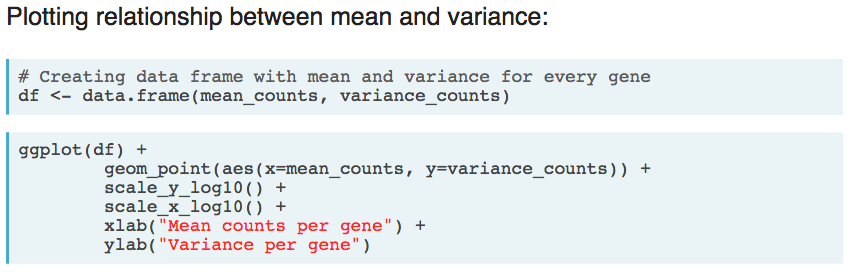 Plotting relationship between mean and variance:
# Creating data frame with mean and variance for every gene
df <- data.frame(mean_counts, variance_counts)
ggplot(df) +
        geom_point(aes(x=mean_counts, y=variance_counts)) +
        scale_y_log10() +
        scale_x_log10() +
        xlab("Mean counts per gene") +
        ylab("Variance per gene")